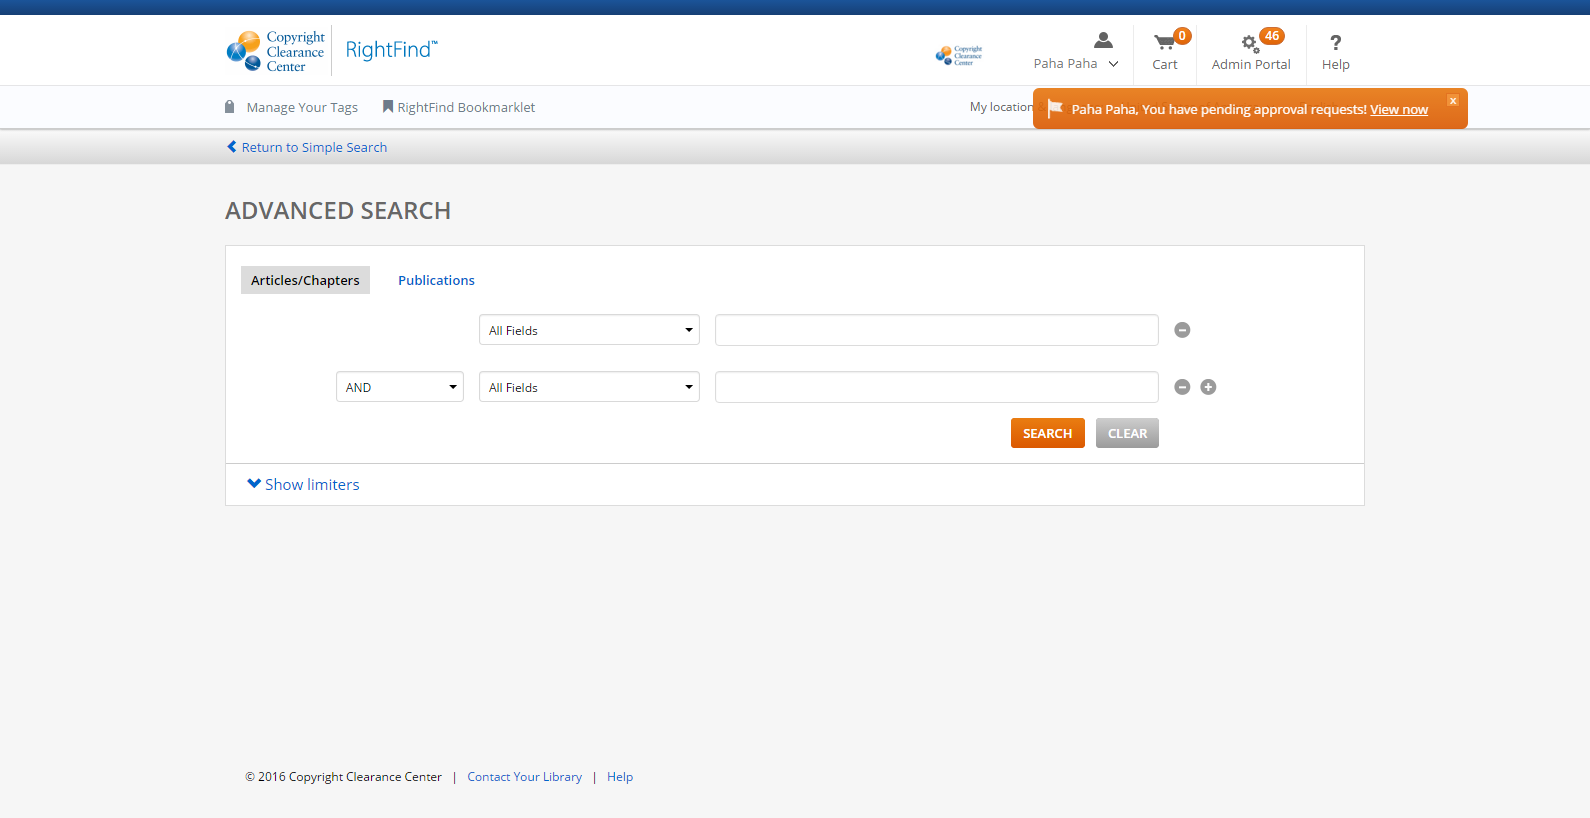 Copyright
Clearance
Center
RightFind™
Copyright
Clearance
Center
Paha Paha
0
Cart
46
Admin Portal
?
Help
Manage Your Tags
RightFind Bookmarklet
My location
Paha Paha, You have pending approval requests! View now
x
Return to Simple Search
ADVANCED SEARCH
Articles/Chapters
Publications
All Fields
AND
All Fields
SEARCH
CLEAR
Show limiters
© 2016 Copyright Clearance Center | Contact Your Library | Help